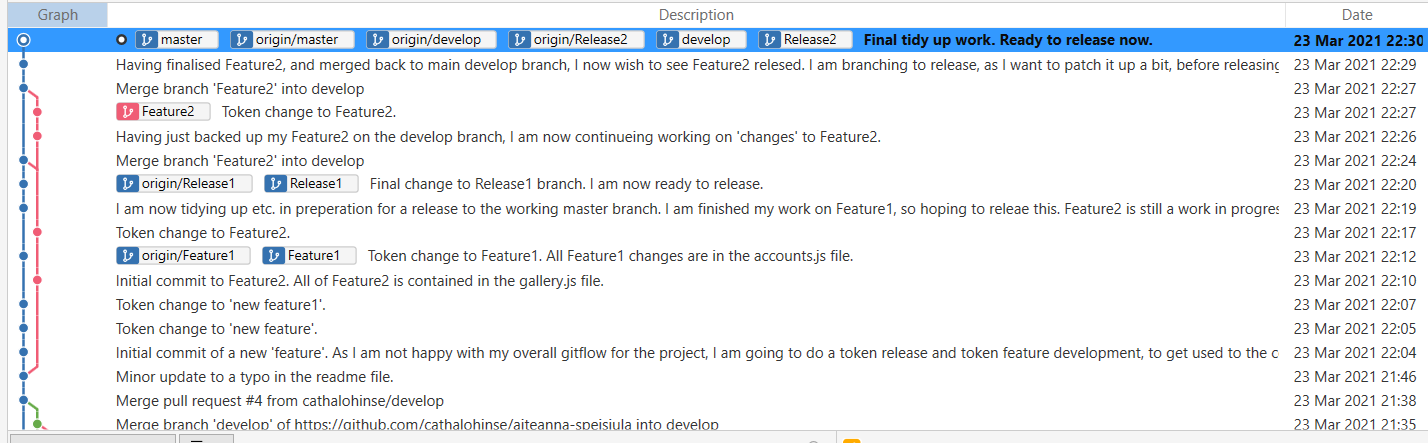 Graph Description Date
master origin/master origin/develop origin/Release2 develop Release2 Final tidy up work. Ready to release now. 23 Mar 2021 22:30
Having finalised Feature2, and merged back to main develop branch, I now wish to see Feature2 relesed. I am branching to release, as I want to patch it up a bit, before releasing 23 Mar 2021 22:29
Merge branch 'Feature2' into develop 23 Mar 2021 22:27
Feature2 Token change to Feature2. 23 Mar 2021 22:27
Having just backed up my Feature2 on the develop branch, I am now continueing working on 'changes' to Feature2. 23 Mar 2021 22:26
Merge branch 'Feature2' into develop 23 Mar 2021 22:24
origin/Release1 Release1 Final change to Release1 branch. I am now ready to release. 23 Mar 2021 22:20
I am now tidying up etc. in preperation for a release to the working master branch. I am finished my work on Feature1, so hoping to releae this. Feature2 is still a work in progres 23 Mar 2021 22:19
Token change to Feature2. 23 Mar 2021 22:17
origin/Feature1 Feature1 Token change to Feature1. All Feature1 changes are in the accounts.js file. 23 Mar 2021 22:12
Initial commit to Feature2. All of Feature2 is contained in the gallery.js file. 23 Mar 2021 22:10
Token change to 'new feature1'. 23 Mar 2021 22:07
Token change to 'new feature'. 23 Mar 2021 22:05
Initial commit of a new 'feature'. As I am not happy with my overall gitflow for the project, I am going to do a token release and token feature development, to get used to the c 23 Mar 2021 22:04
Minor update to a typo in the readme file. 23 Mar 2021 21:46
Merge pull request #4 from cathalohinse/develop 23 Mar 2021 21:38
Merge branch 'develop' of https://github.com/cathalohinse/aiteanna-speisiula into develop 23 Mar 2021 21:35